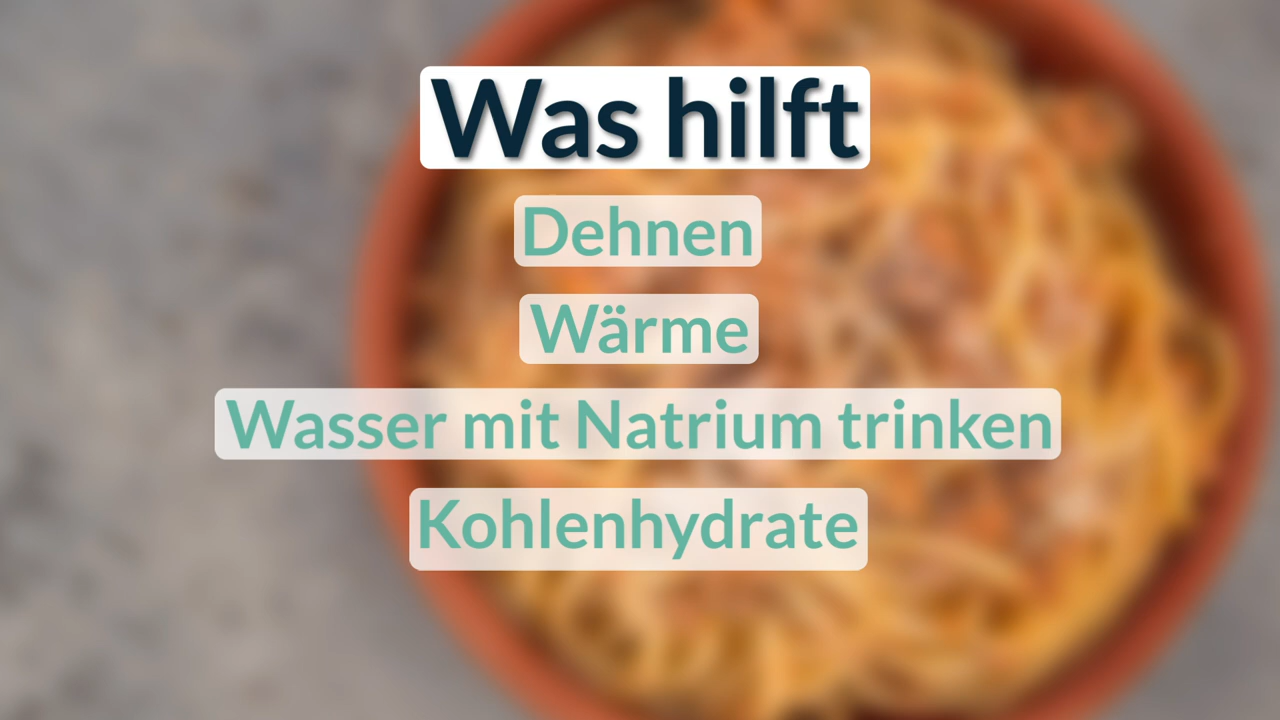 Was hilft
Dehnen
Wärme
Wasser mit Natrium trinken
Kohlenhydrate